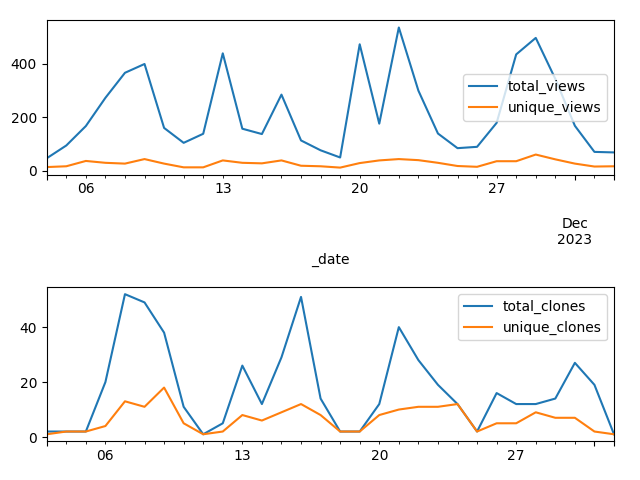 400
200
0
total_views
unique_views
06
13
20
27
Dec
2023
_date
40
20
0
total_clones
unique_clones
06
13
20
27